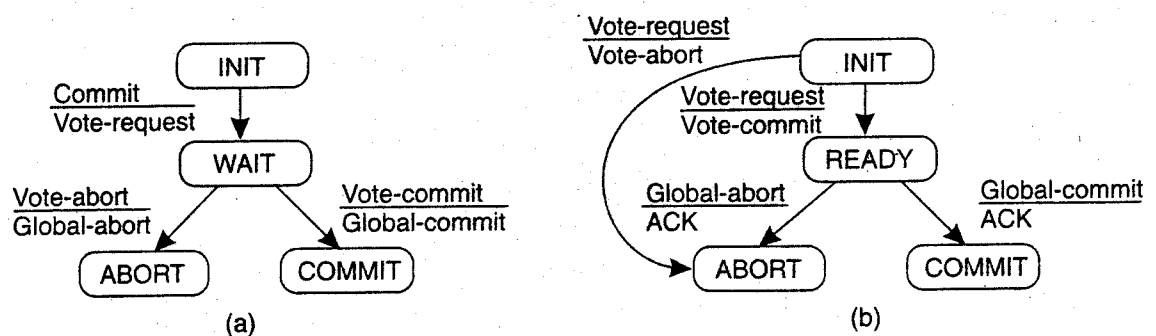 INIT
Commit
Vote-request
WAIT
Vote-abort
Global-abort
Vote-commit
Global-commit
ABORT
COMMIT
(a)
Vote-request
Vote-abort
INIT
Vote-request
Vote-commit
READY
Global-abort
ACK
Global-commit
ACK
ABORT
COMMIT
(b)